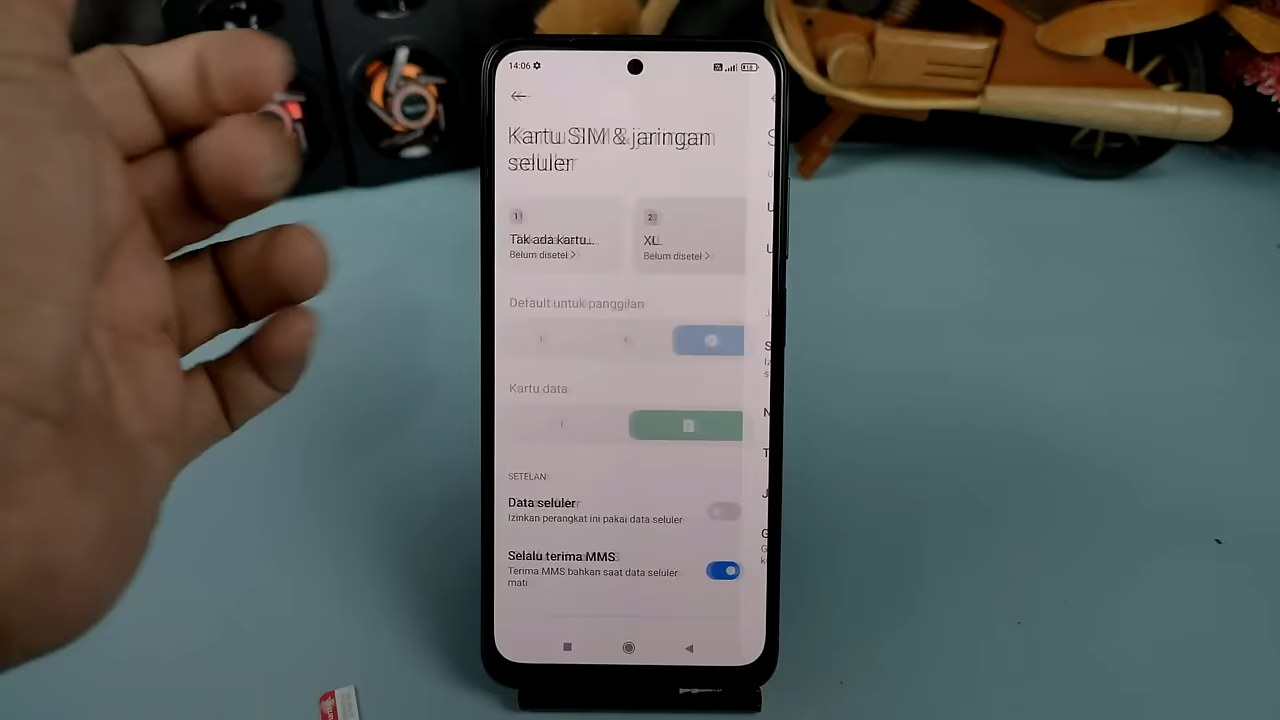 14:06
Kartu SIM & jaringan
seluler
1
2
Tak ada kartu...
XL
Belum disetel >
Belum disetel >
Default untuk panggilan
Kartu data
SETELAN
Data seluler
Izinkan perangkat ini pakai data seluler
Selalu terima MMS
Terima MMS bahkan saat data seluler
mati